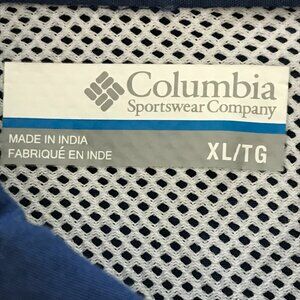 Columbia
Sportswear Company
MADE IN INDIA
FABRIQUÉ EN INDE
XL/TG